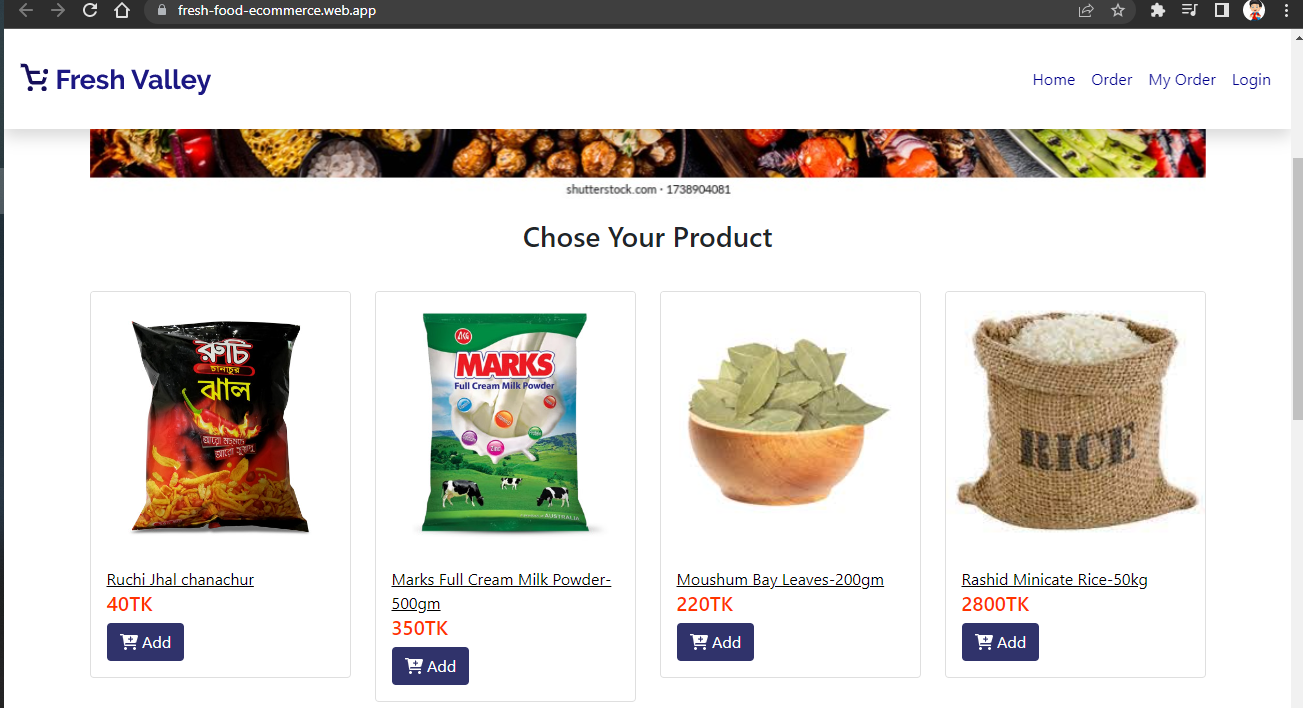 fresh-food-ecommerce.web.app
Fresh Valley
Home Order My Order Login
shutterstock.com · 1738904081
Chose Your Product
রুচি
চানাচুর
ঝাল
MARKS
Full Cream Milk Powder
AUSTRALIA
RICE
Ruchi Jhal chanachur
40TK
Add
Marks Full Cream Milk Powder-
500gm
350TK
Add
Moushum Bay Leaves-200gm
220TK
Add
Rashid Minicate Rice-50kg
2800TK
Add